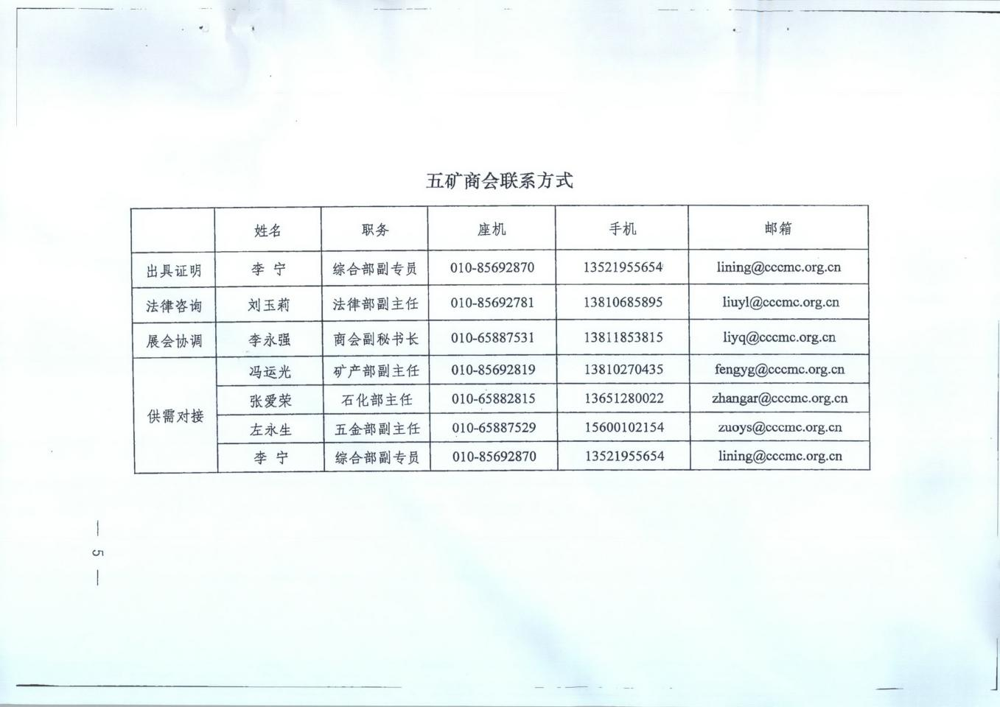 五矿商会联系方式
姓名 职务 座机 手机 邮箱
出具证明 李 宁 综合部副专员 010-85692870 13521955654 lining@cccmc.org.cn
法律咨询 刘玉莉 法律部副主任 010-85692781 13810685895 liuyl@cccmc.org.cn
展会协调 李永强 商会副秘书长 010-65887531 13811853815 liyq@cccmc.org.cn
供需对接 冯运光 矿产部副主任 010-85692819 13810270435 fengyg@cccmc.org.cn
张爱荣 石化部主任 010-65882815 13651280022 zhangar@cccmc.org.cn
左永生 五金部副主任 010-65887529 15600102154 zuoys@cccmc.org.cn
李 宁 综合部副专员 010-85692870 13521955654 lining@cccmc.org.cn
— 5 —